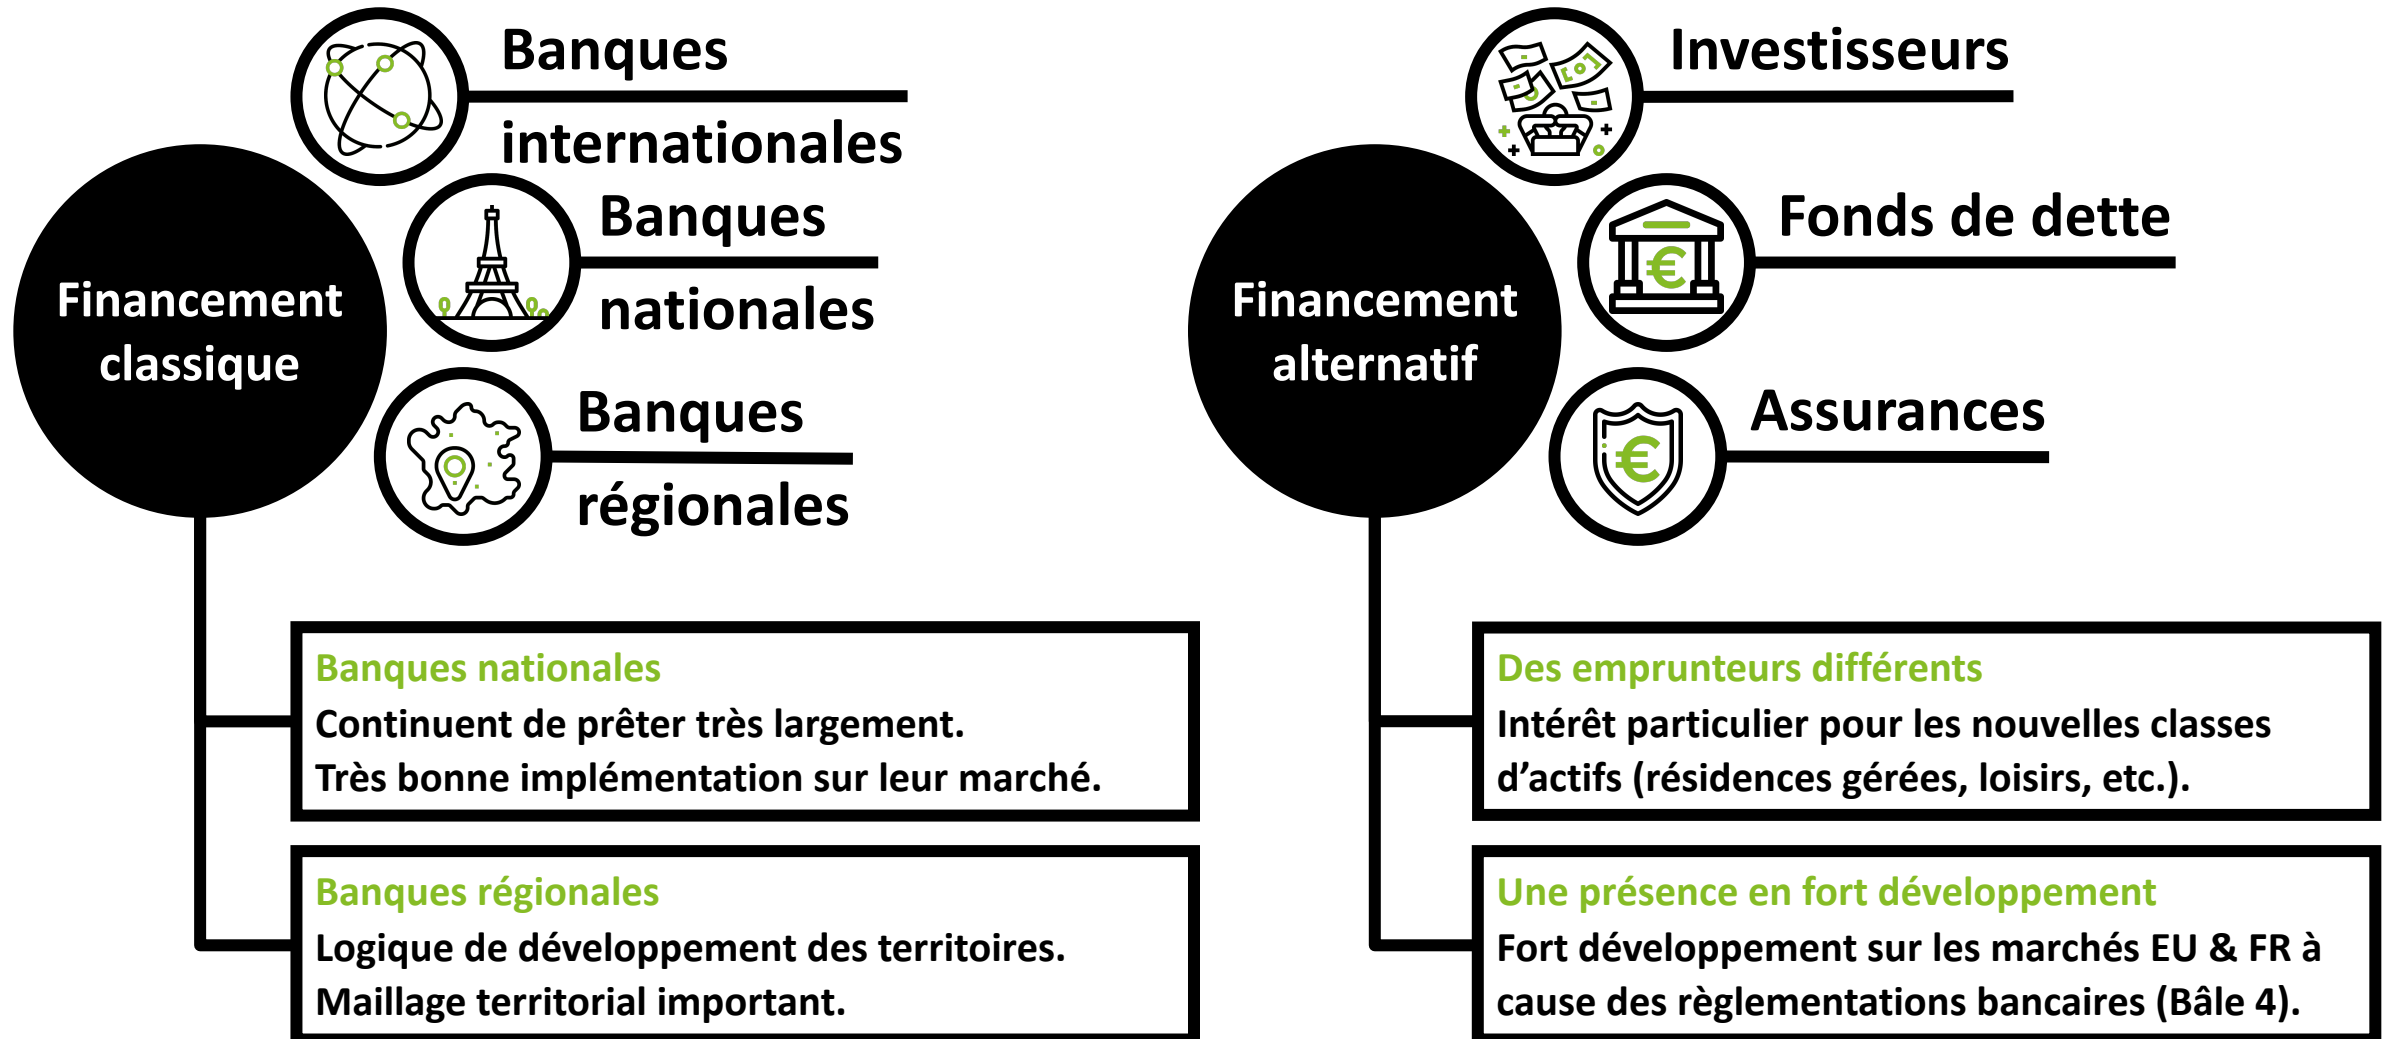 Financement
classique
Banques
internationales
Banques
nationales
Banques
régionales
Banques nationales
Continuent de prêter très largement.
Très bonne implémentation sur leur marché.
Banques régionales
Logique de développement des territoires.
Maillage territorial important.
Financement
alternatif
Investisseurs
Fonds de dette
€
Assurances
€
Des emprunteurs différents
Intérêt particulier pour les nouvelles classes
d’actifs (résidences gérées, loisirs, etc.).
Une présence en fort développement
Fort développement sur les marchés EU & FR à
cause des règlementations bancaires (Bâle 4).